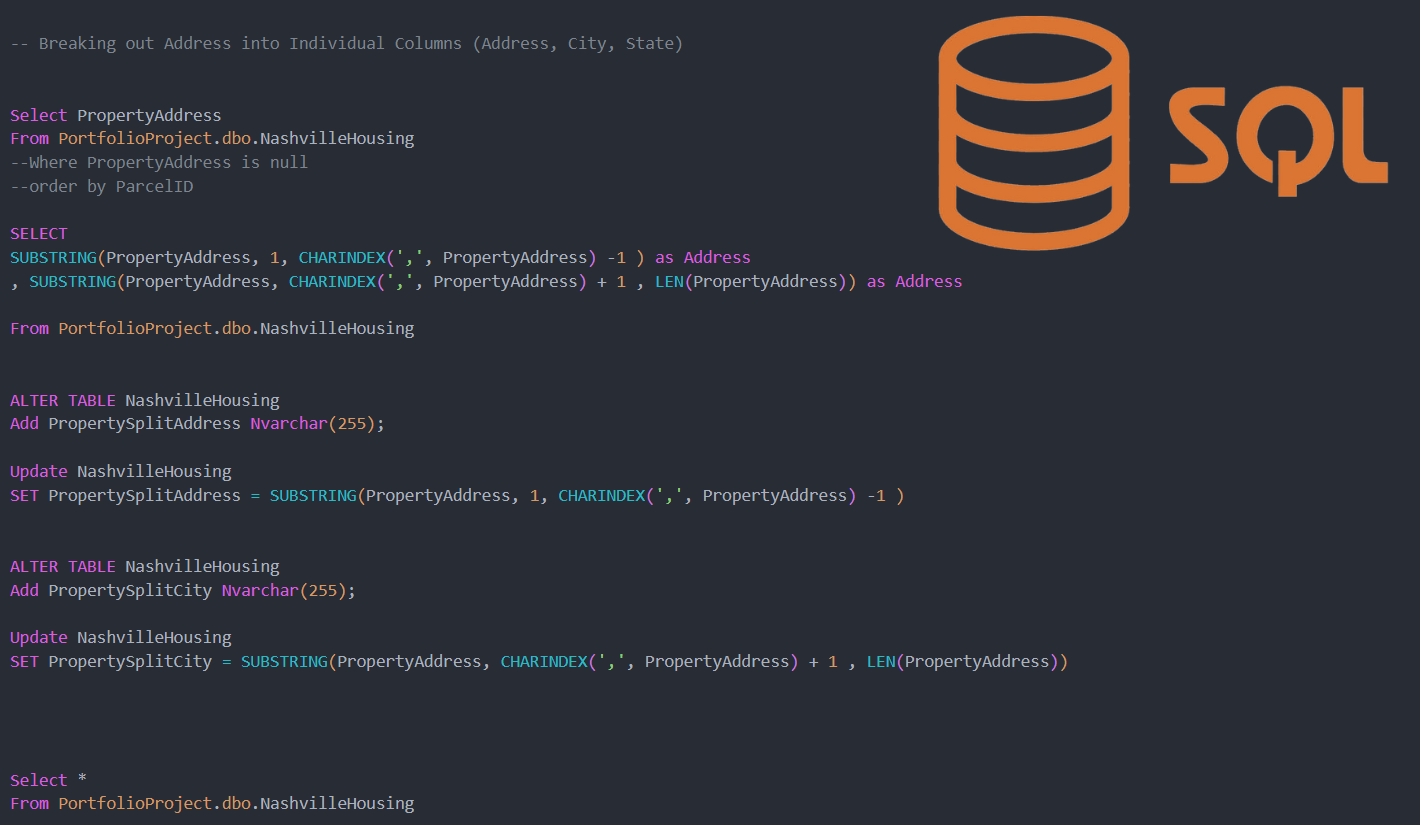 -- Breaking out Address into Individual Columns (Address, City, State)
SQL
Select PropertyAddress
From PortfolioProject.dbo.NashvilleHousing
--Where PropertyAddress is null
--order by ParcelID
SELECT
SUBSTRING(PropertyAddress, 1, CHARINDEX(',', PropertyAddress) -1 ) as Address
, SUBSTRING(PropertyAddress, CHARINDEX(',', PropertyAddress) + 1 , LEN(PropertyAddress)) as Address
From PortfolioProject.dbo.NashvilleHousing
ALTER TABLE NashvilleHousing
Add PropertySplitAddress Nvarchar(255);
Update NashvilleHousing
SET PropertySplitAddress = SUBSTRING(PropertyAddress, 1, CHARINDEX(',', PropertyAddress) -1 )
ALTER TABLE NashvilleHousing
Add PropertySplitCity Nvarchar(255);
Update NashvilleHousing
SET PropertySplitCity = SUBSTRING(PropertyAddress, CHARINDEX(',', PropertyAddress) + 1 , LEN(PropertyAddress))
Select *
From PortfolioProject.dbo.NashvilleHousing